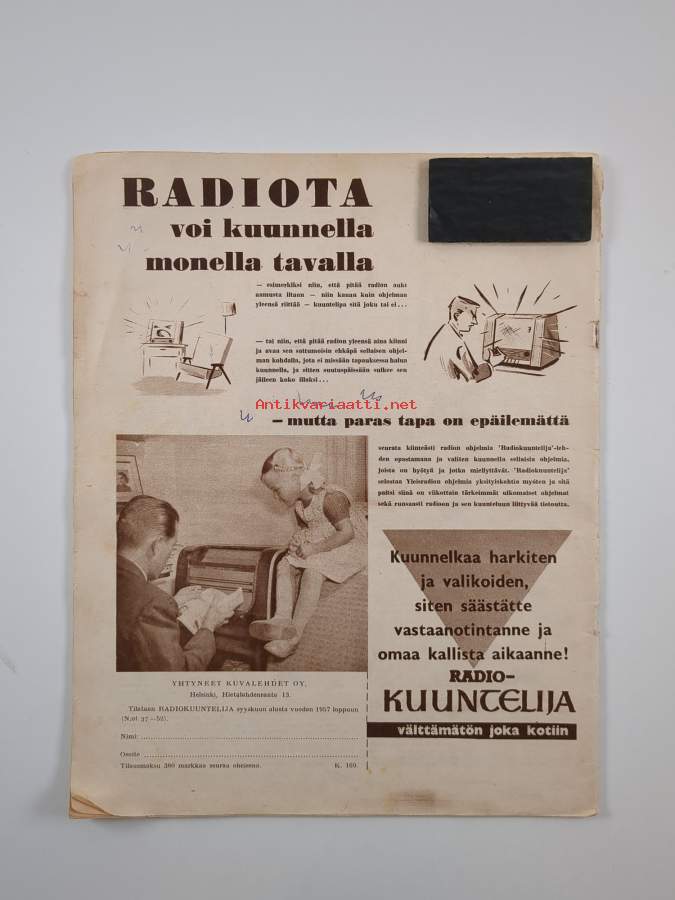 RADIOTA
voi kuunnella
monella tavalla
— esimerkiksi niin, että pitää radion auki
aamusta iltaan — niin kauan kuin ohjelman
yleensä riittää — kuuntelipa sitä joku tai ei...
— tai niin, että pitää radion yleensä aina kiinni
ja avaa sen sattumoisin ehkäpä sellaisen ohjel-
man kohdalla, jota ei missään tapauksessa halua
kuunnella, ja sitten suutuspäissään sulkee sen
jälleen koko illaksi...
Antikvariaatti.net
— mutta paras tapa on epäilemättä
seurata kiinteästi radion ohjelmia 'Radiokuuntelija'-leh-
den opastamana ja valiten kuunnella sellaisia ohjelmia,
joista on hyötyä ja jotka miellyttävät. 'Radiokuuntelija'
selostaa Yleisradion ohjelmia yksityiskohtia myöten ja sitä
paitsi siinä on viikottain tärkeimmät ulkomaiset ohjelmat
sekä runsaasti radioon ja sen kuunteluun liittyvää tietoutta.
Kuunnelkaa harkiten
ja valikoiden,
siten säästätte
vastaanotintanne ja
omaa kallista aikaanne!
RADIO-
KUUNTELIJA
välttämätön joka kotiin
YHTYNEET KUVALEHDET OY,
Helsinki, Hietalahdenranta 13.
Tilataan RADIOKUUNTELIJA syyskuun alusta vuoden 1957 loppuun
(N:ot 37—52).
Nimi
Osoite
Tilausmaksu 380 markkaa seuraa oheisena. K. 169.